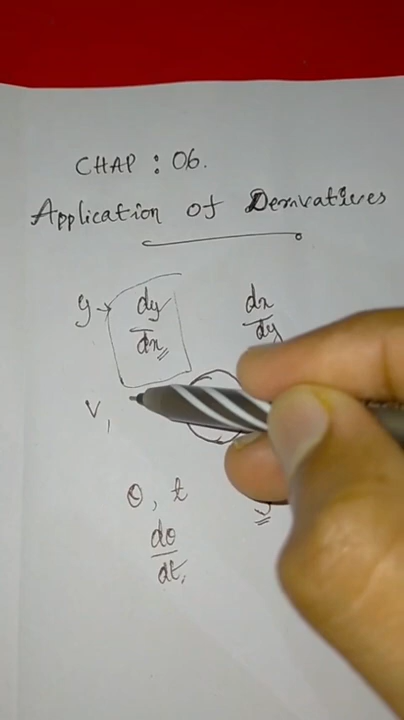 CHAP : 06.
Application of Derivatives
y → dy/dx dx/dy
V,
θ, t
dθ/dt,